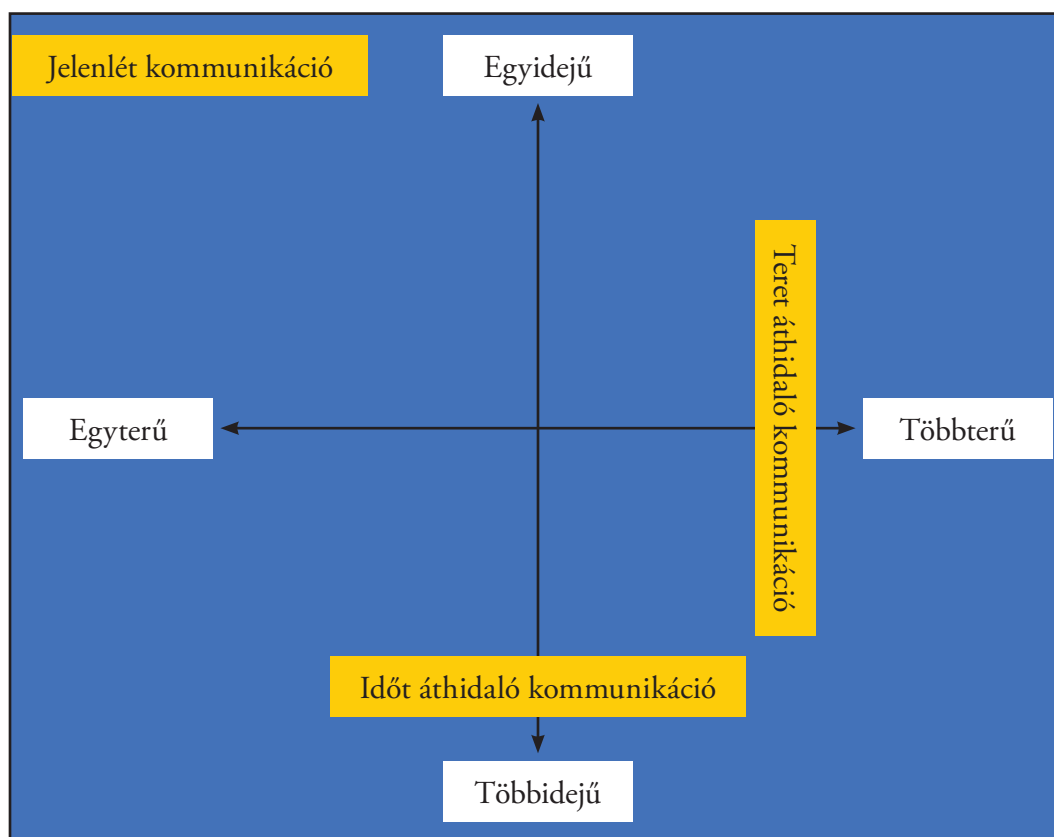 Jelenlét kommunikáció
Egyidejű
Teret áthidaló kommunikáció
Egyterű
Többterű
Időt áthidaló kommunikáció
Többidejű